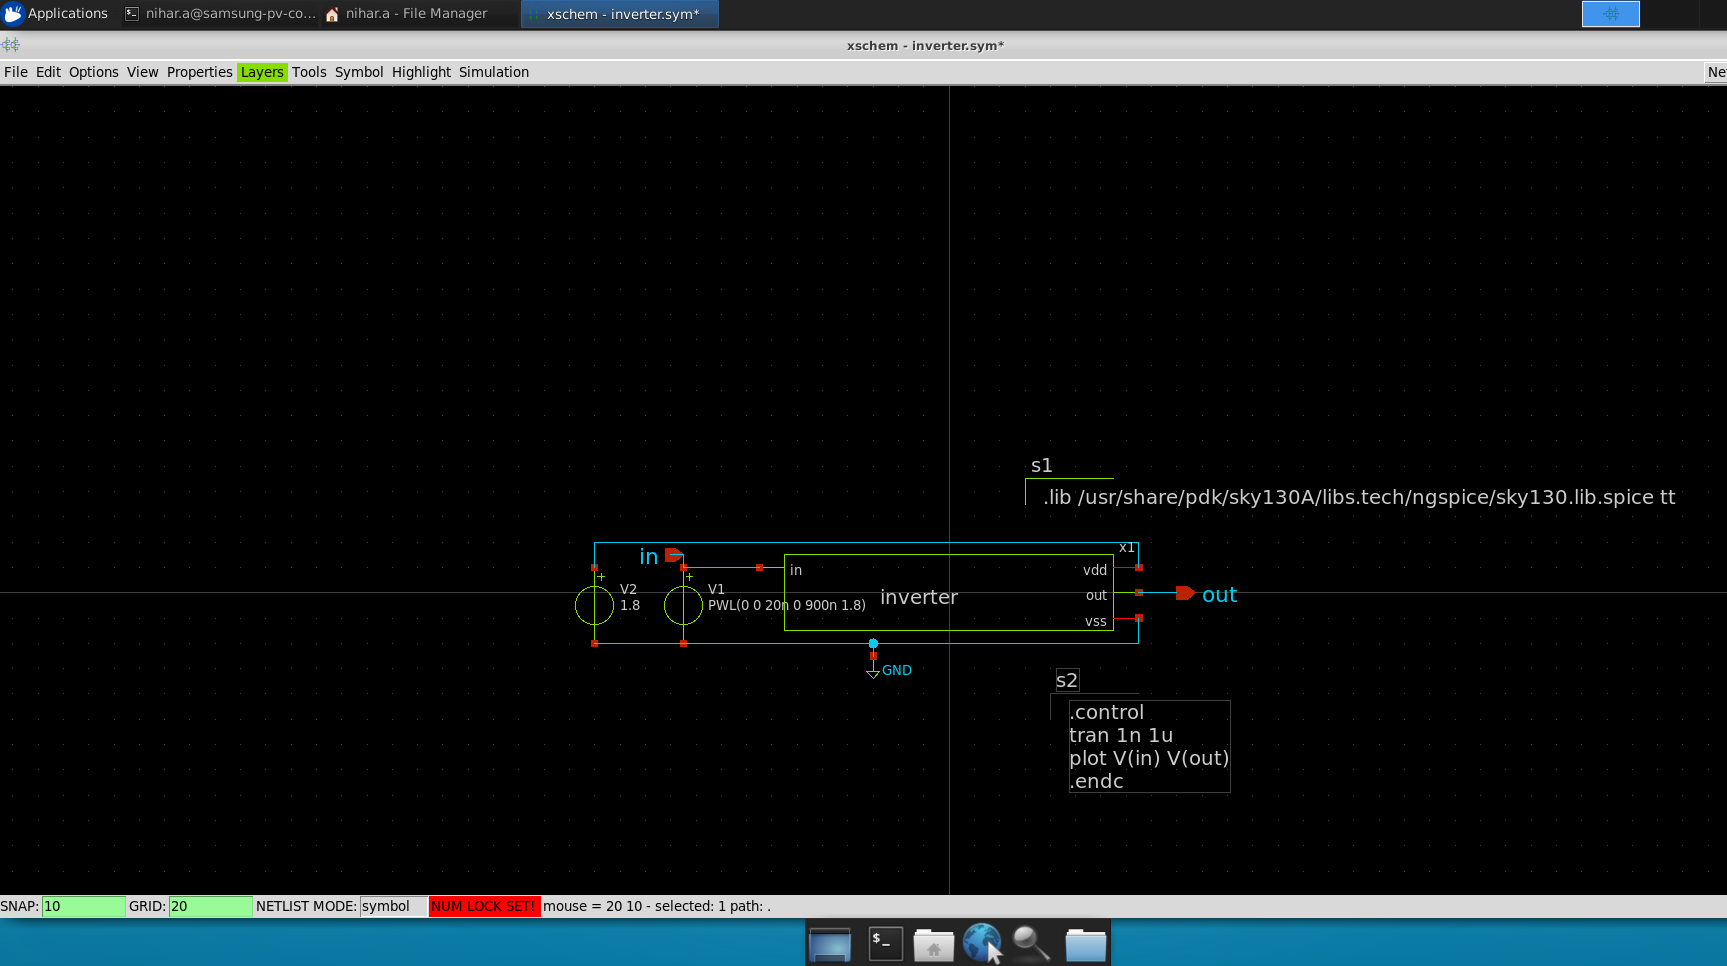 Applications
nihar.a@samsung-pv-co...
nihar.a - File Manager
xschem - inverter.sym*
xschem - inverter.sym*
File Edit Options View Properties Layers Tools Symbol Highlight Simulation
Ne
s1
.lib /usr/share/pdk/sky130A/libs.tech/ngspice/sky130.lib.spice tt
x1
in
in
vdd
V2
V1
1.8
PWL(0 0 20n 0 900n 1.8)
inverter
out
out
vss
GND
s2
.control
tran 1n 1u
plot V(in) V(out)
.endc
SNAP: 10 GRID: 20 NETLIST MODE: symbol NUM LOCK SET! mouse = 20 10 - selected: 1 path: .
$_